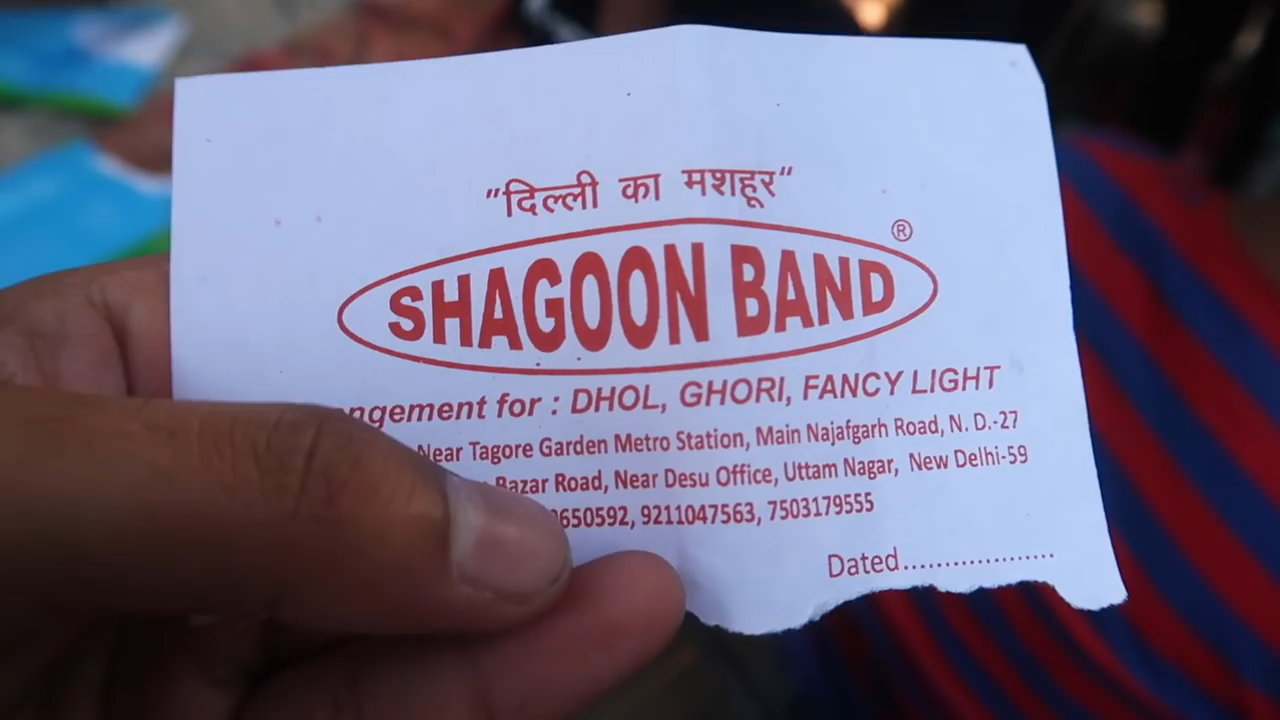 "दिल्ली का मशहूर"
SHAGOON BAND ®
ngement for : DHOL, GHORI, FANCY LIGHT
Near Tagore Garden Metro Station, Main Najafgarh Road, N. D.-27
Bazar Road, Near Desu Office, Uttam Nagar, New Delhi-59
650592, 9211047563, 7503179555
Dated...................